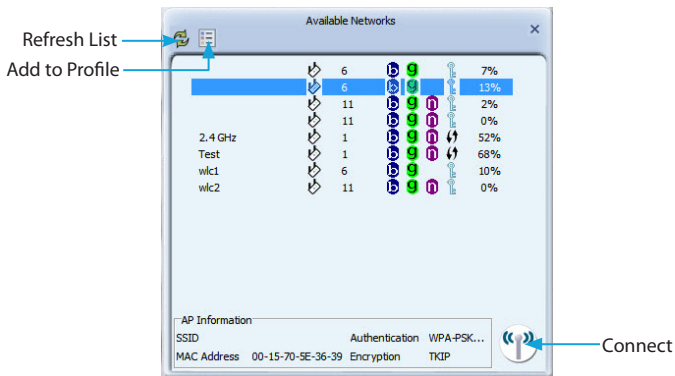 Available Networks
Refresh List
Add to Profile
6 b g 7%
6 b g 13%
11 b g n 2%
11 b g n 0%
2.4 GHz 1 b g n 52%
Test 1 b g n 68%
wlc1 6 b g 10%
wlc2 11 b g n 0%
AP Information
SSID Authentication WPA-PSK...
MAC Address 00-15-70-5E-36-39 Encryption TKIP
Connect